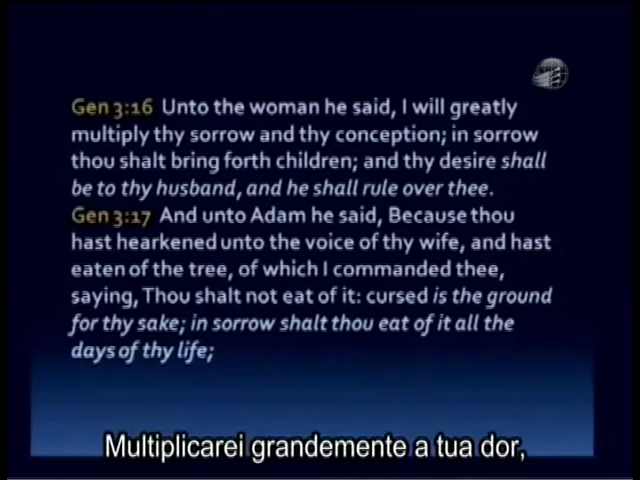 Gen 3:16 Unto the woman he said, I will greatly
multiply thy sorrow and thy conception; in sorrow
thou shalt bring forth children; and thy desire shall
be to thy husband, and he shall rule over thee.
Gen 3:17 And unto Adam he said, Because thou
hast hearkened unto the voice of thy wife, and hast
eaten of the tree, of which I commanded thee,
saying, Thou shalt not eat of it: cursed is the ground
for thy sake; in sorrow shalt thou eat of it all the
days of thy life;
Multiplicarei grandemente a tua dor,